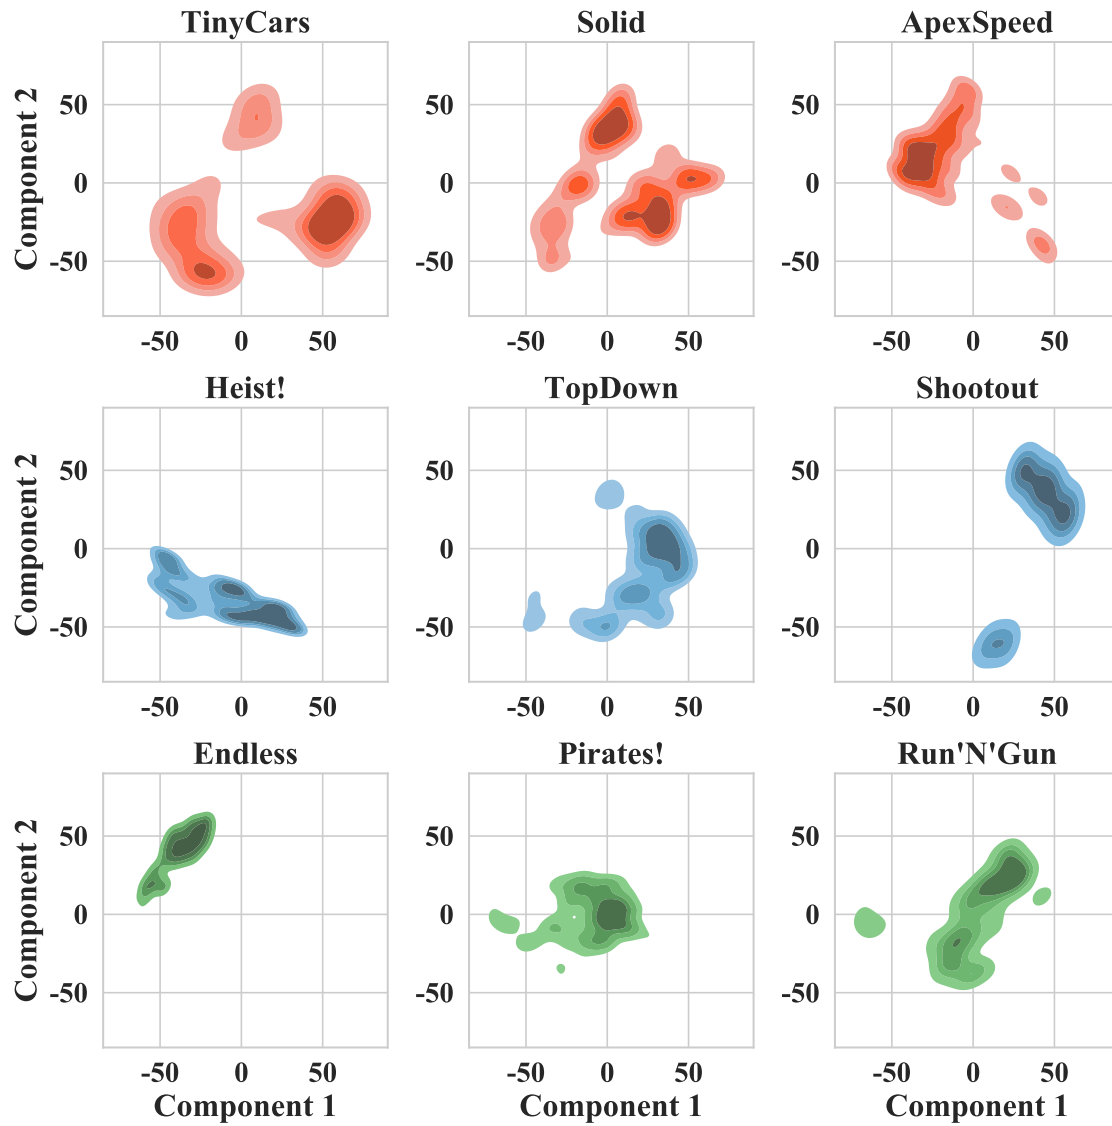 TinyCars Solid ApexSpeed
Component 2
50 50 50
0 0 0
-50 -50 -50
-50 0 50 -50 0 50 -50 0 50
Heist! TopDown Shootout
Component 2
50 50 50
0 0 0
-50 -50 -50
-50 0 50 -50 0 50 -50 0 50
Endless Pirates! Run'N'Gun
Component 2
50 50 50
0 0 0
-50 -50 -50
-50 0 50 -50 0 50 -50 0 50
Component 1 Component 1 Component 1